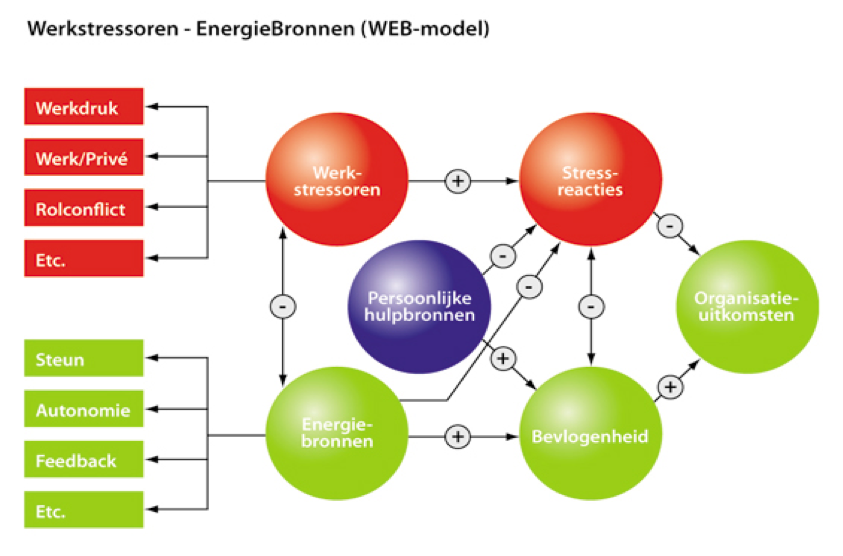 Werkstressoren - EnergieBronnen (WEB-model)
Werkdruk
Werk/Privé
Rolconflict
Etc.
Werk-
stressoren
+
Stress-
reacties
-
-
-
-
-
Persoonlijke
hulpbronnen
Organisatie-
uitkomsten
+
+
Steun
Autonomie
Feedback
Etc.
Energie-
bronnen
+
Bevlogenheid